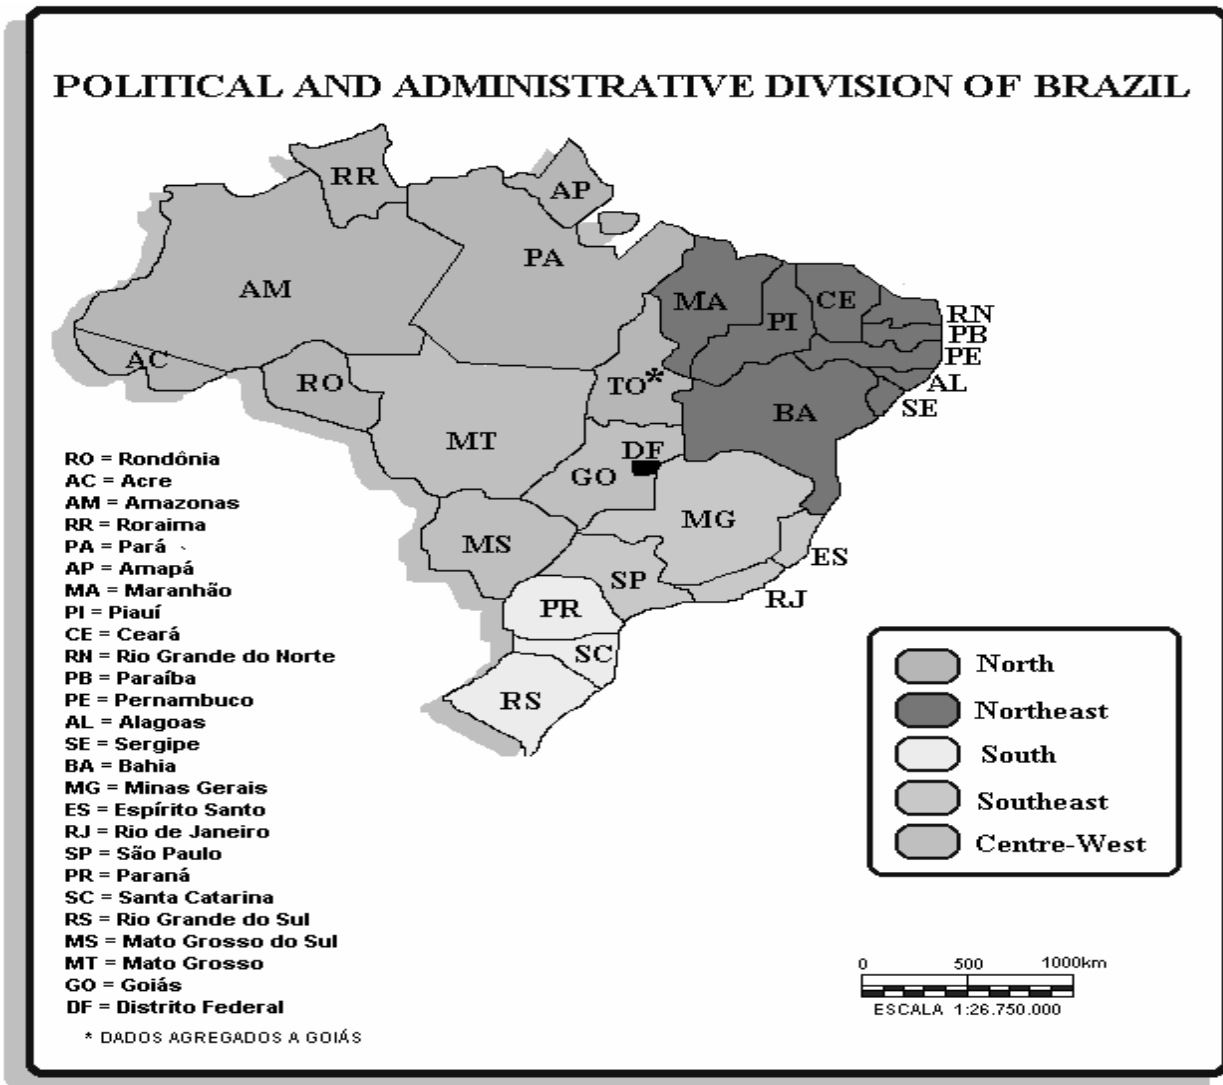 POLITICAL AND ADMINISTRATIVE DIVISION OF BRAZIL
RR
AP
PA
AM
MA
CE
PI
RN
PB
PE
AL
SE
AC
RO
TO*
BA
MT
DF
GO
MG
MS
ES
SP
RJ
PR
SC
RS
RO = Rondônia
AC = Acre
AM = Amazonas
RR = Roraima
PA = Pará
AP = Amapá
MA = Maranhão
PI = Piauí
CE = Ceará
RN = Rio Grande do Norte
PB = Paraíba
PE = Pernambuco
AL = Alagoas
SE = Sergipe
BA = Bahia
MG = Minas Gerais
ES = Espírito Santo
RJ = Rio de Janeiro
SP = São Paulo
PR = Paraná
SC = Santa Catarina
RS = Rio Grande do Sul
MS = Mato Grosso do Sul
MT = Mato Grosso
GO = Goiás
DF = Distrito Federal
* DADOS AGREGADOS A GOIÁS
North
Northeast
South
Southeast
Centre-West
0 500 1000km
ESCALA 1:26.750.000